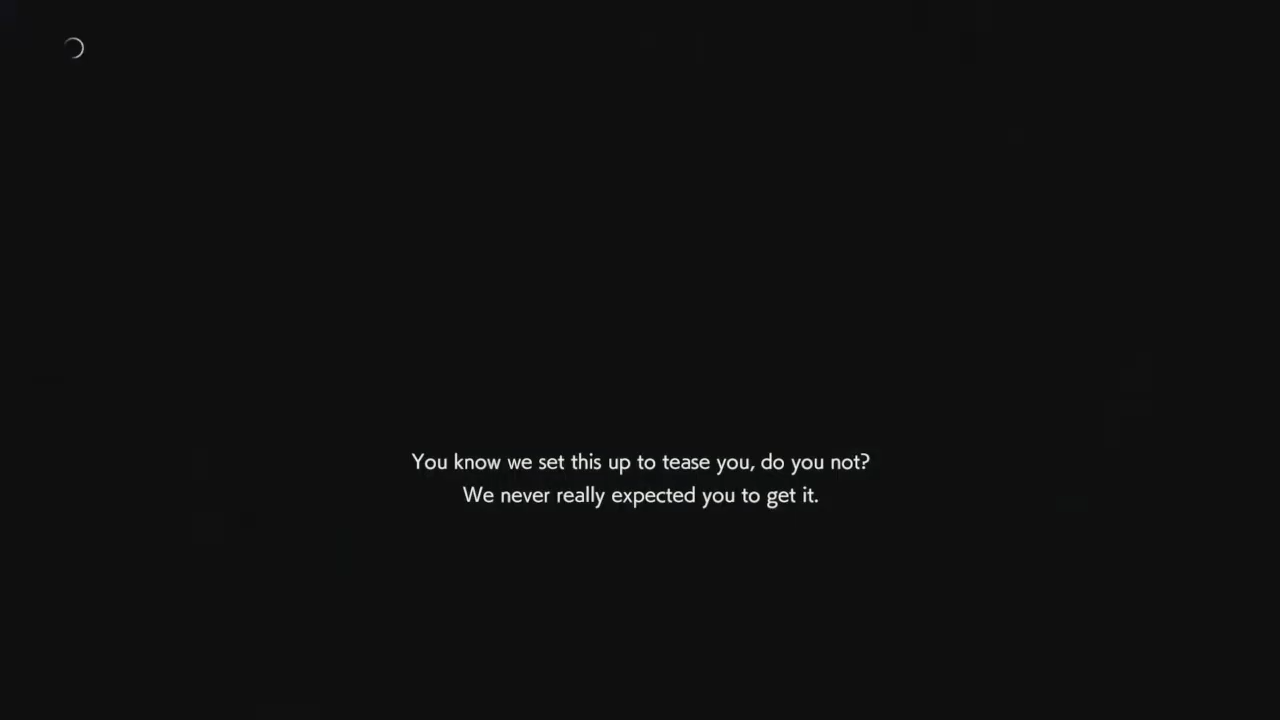 You know we set this up to tease you, do you not?
We never really expected you to get it.